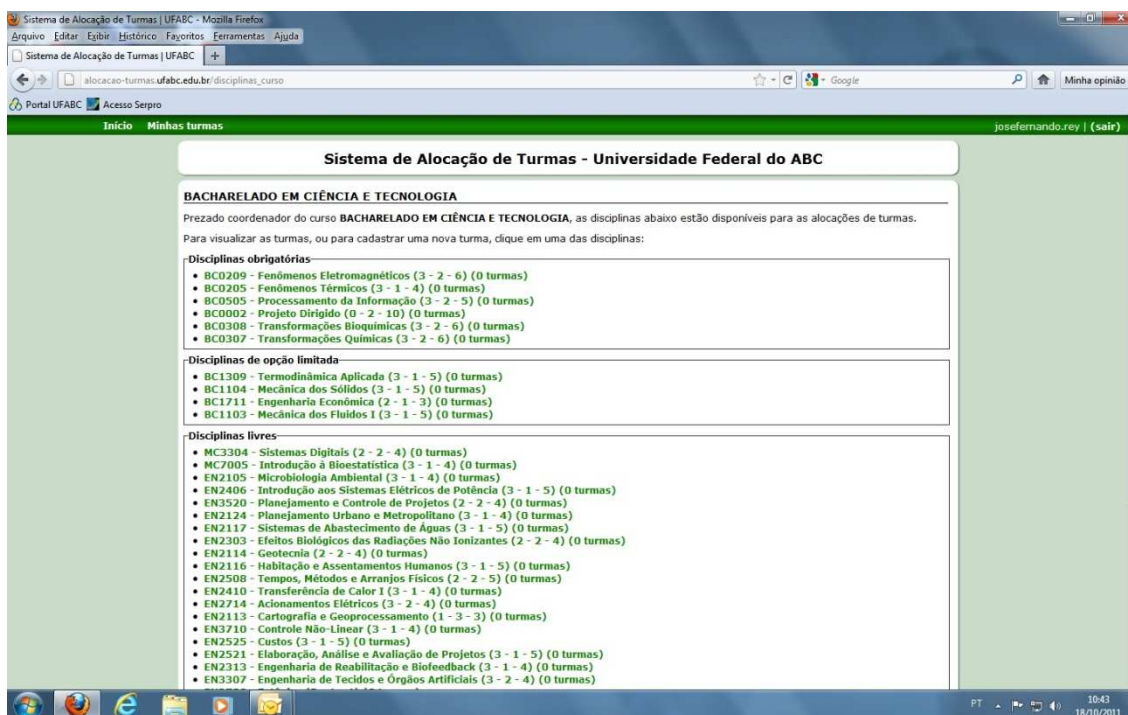 Sistema de Alocação de Turmas | UFABC - Mozilla Firefox
Arquivo Editar Exibir Histórico Favoritos Ferramentas Ajuda
Sistema de Alocação de Turmas | UFABC +
alocacao-turmas.ufabc.edu.br/disciplinas_curso Google Minha opinião
Portal UFABC Acesso Serpro
Início Minhas turmas josefernando.rey | (sair)
Sistema de Alocação de Turmas - Universidade Federal do ABC
BACHARELADO EM CIÊNCIA E TECNOLOGIA
Prezado coordenador do curso BACHARELADO EM CIÊNCIA E TECNOLOGIA, as disciplinas abaixo estão disponíveis para as alocações de turmas.
Para visualizar as turmas, ou para cadastrar uma nova turma, clique em uma das disciplinas:
Disciplinas obrigatórias
• BC0209 - Fenômenos Eletromagnéticos (3 - 2 - 6) (0 turmas)
• BC0205 - Fenômenos Térmicos (3 - 1 - 4) (0 turmas)
• BC0505 - Processamento da Informação (3 - 2 - 5) (0 turmas)
• BC0002 - Projeto Dirigido (0 - 2 - 10) (0 turmas)
• BC0308 - Transformações Bioquímicas (3 - 2 - 6) (0 turmas)
• BC0307 - Transformações Químicas (3 - 2 - 6) (0 turmas)
Disciplinas de opção limitada
• BC1309 - Termodinâmica Aplicada (3 - 1 - 5) (0 turmas)
• BC1104 - Mecânica dos Sólidos (3 - 1 - 5) (0 turmas)
• BC1711 - Engenharia Econômica (2 - 1 - 3) (0 turmas)
• BC1103 - Mecânica dos Fluidos I (3 - 1 - 5) (0 turmas)
Disciplinas livres
• MC3304 - Sistemas Digitais (2 - 2 - 4) (0 turmas)
• MC7005 - Introdução à Bioestatística (3 - 1 - 4) (0 turmas)
• EN2105 - Microbiologia Ambiental (3 - 1 - 4) (0 turmas)
• EN2406 - Introdução aos Sistemas Elétricos de Potência (3 - 1 - 5) (0 turmas)
• EN3520 - Planejamento e Controle de Projetos (2 - 2 - 4) (0 turmas)
• EN2124 - Planejamento Urbano e Metropolitano (3 - 1 - 4) (0 turmas)
• EN2117 - Sistemas de Abastecimento de Águas (3 - 1 - 5) (0 turmas)
• EN2303 - Efeitos Biológicos das Radiações Não Ionizantes (2 - 2 - 4) (0 turmas)
• EN2114 - Geotecnia (2 - 2 - 4) (0 turmas)
• EN2116 - Habitação e Assentamentos Humanos (3 - 1 - 5) (0 turmas)
• EN2508 - Tempos, Métodos e Arranjos Físicos (2 - 2 - 5) (0 turmas)
• EN2410 - Transferência de Calor I (3 - 1 - 4) (0 turmas)
• EN2714 - Acionamentos Elétricos (3 - 2 - 4) (0 turmas)
• EN2113 - Cartografia e Geoprocessamento (1 - 3 - 3) (0 turmas)
• EN3710 - Controle Não-Linear (3 - 1 - 4) (0 turmas)
• EN2525 - Custos (3 - 1 - 5) (0 turmas)
• EN2521 - Elaboração, Análise e Avaliação de Projetos (3 - 1 - 5) (0 turmas)
• EN2313 - Engenharia de Reabilitação e Biofeedback (3 - 1 - 4) (0 turmas)
• EN3307 - Engenharia de Tecidos e Órgãos Artificiais (3 - 2 - 4) (0 turmas)
PT 10:43
18/10/2011